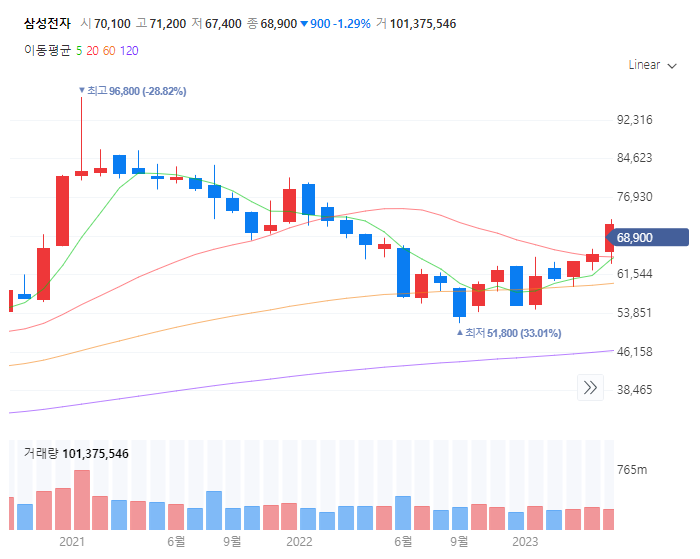 삼성전자 시 70,100 고 71,200 저 67,400 종 68,900 ▼900 -1.29% 거 101,375,546
이동평균 5 20 60 120
Linear
최고 96,800 (-28.82%)
92,316
84,623
76,930
68,900
61,544
53,851
최저 51,800 (33.01%)
46,158
38,465
거래량 101,375,546
765m
2021 6월 9월 2022 6월 9월 2023